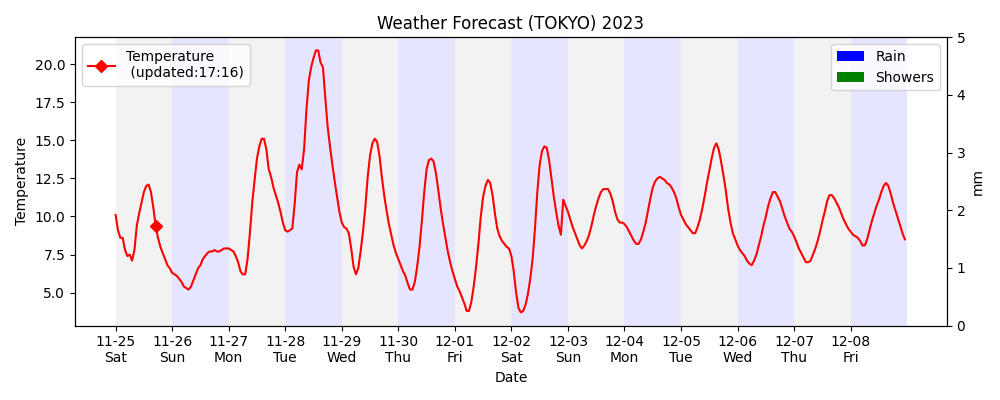 Weather Forecast (TOKYO) 2023
Temperature
(updated:17:16)
Rain
Showers
Temperature
20.0
17.5
15.0
12.5
10.0
7.5
5.0
5
4
3
2
1
0
mm
11-25 11-26 11-27 11-28 11-29 11-30 12-01 12-02 12-03 12-04 12-05 12-06 12-07 12-08
Sat Sun Mon Tue Wed Thu Fri Sat Sun Mon Tue Wed Thu Fri
Date